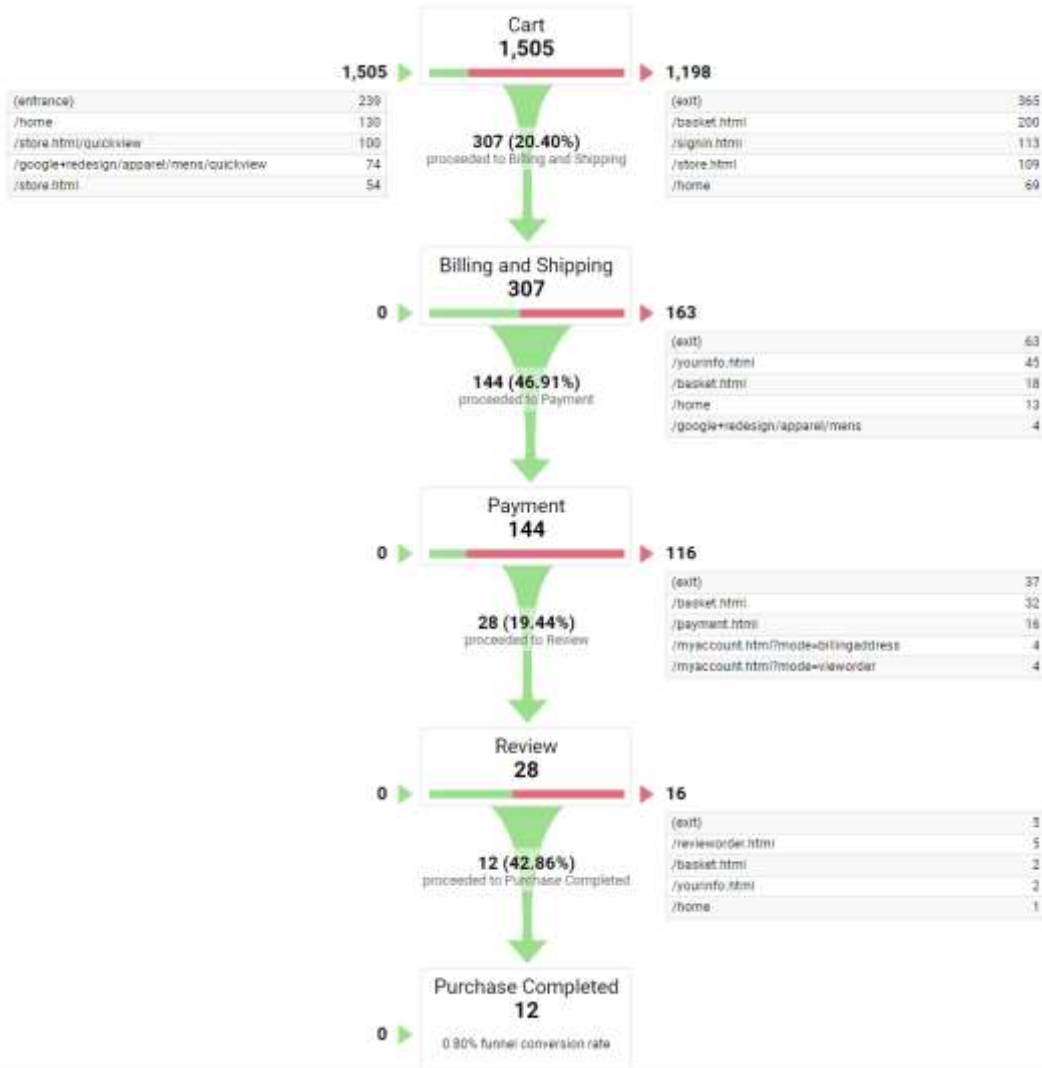 Cart
1,505
1,505
1,198
(entrance) 239
/home 130
/store.html/quickview 100
/google+redesign/apparel/mens/quickview 74
/store.html 54
307 (20.40%)
proceeded to Billing and Shipping
(exit) 365
/basket.html 200
/signin.html 113
/store.html 109
/home 69
Billing and Shipping
307
0
163
144 (46.91%)
proceeded to Payment
(exit) 63
/yourinfo.html 45
/basket.html 18
/home 13
/google+redesign/apparel/mens 4
Payment
144
0
116
28 (19.44%)
proceeded to Review
(exit) 37
/basket.html 32
/payment.html 16
/myaccount.html?mode=billingaddress 4
/myaccount.html?mode=vieworder 4
Review
28
0
16
12 (42.86%)
proceeded to Purchase Completed
(exit) 5
/revieworder.html 5
/basket.html 2
/yourinfo.html 2
/home 1
Purchase Completed
12
0
0.80% funnel conversion rate